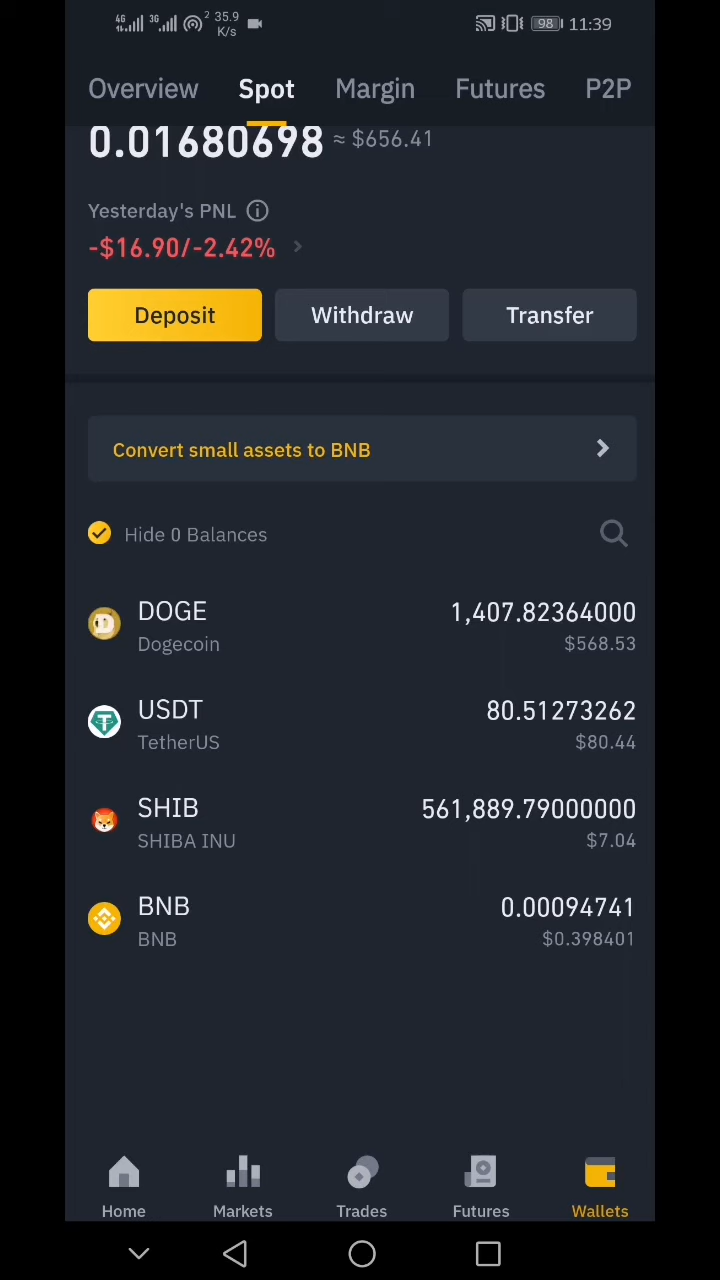 4G 3G 2 35.9 K/s 98 11:39
Overview Spot Margin Futures P2P
0.01680698 ≈ $656.41
Yesterday's PNL
-$16.90/-2.42%
Deposit Withdraw Transfer
Convert small assets to BNB
Hide 0 Balances
DOGE 1,407.82364000
Dogecoin $568.53
USDT 80.51273262
TetherUS $80.44
SHIB 561,889.79000000
SHIBA INU $7.04
BNB 0.00094741
BNB $0.398401
Home Markets Trades Futures Wallets